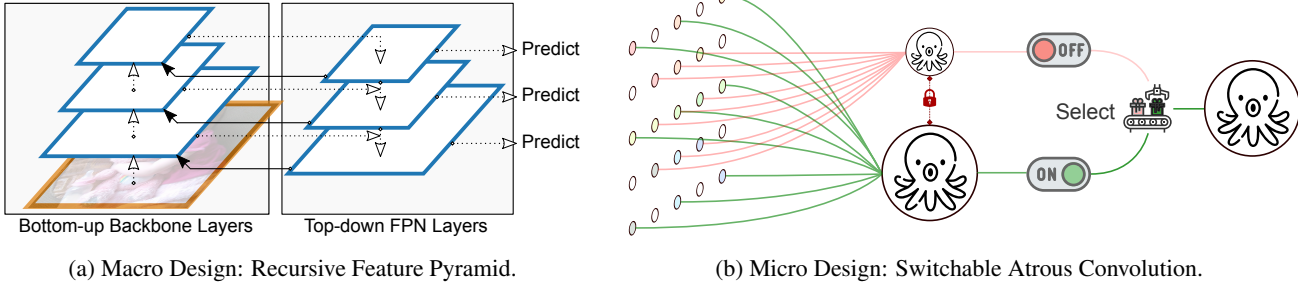 Predict
Predict
Predict
Bottom-up Backbone Layers
Top-down FPN Layers
(a) Macro Design: Recursive Feature Pyramid.
OFF
Select
ON
(b) Micro Design: Switchable Atrous Convolution.